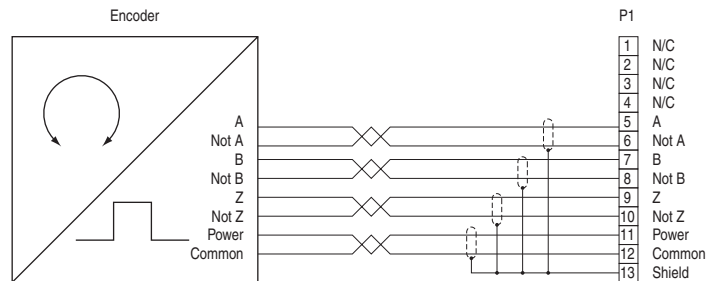 Encoder
P1
1 N/C
2 N/C
3 N/C
4 N/C
A 5 A
Not A 6 Not A
B 7 B
Not B 8 Not B
Z 9 Z
Not Z 10 Not Z
Power 11 Power
Common 12 Common
13 Shield